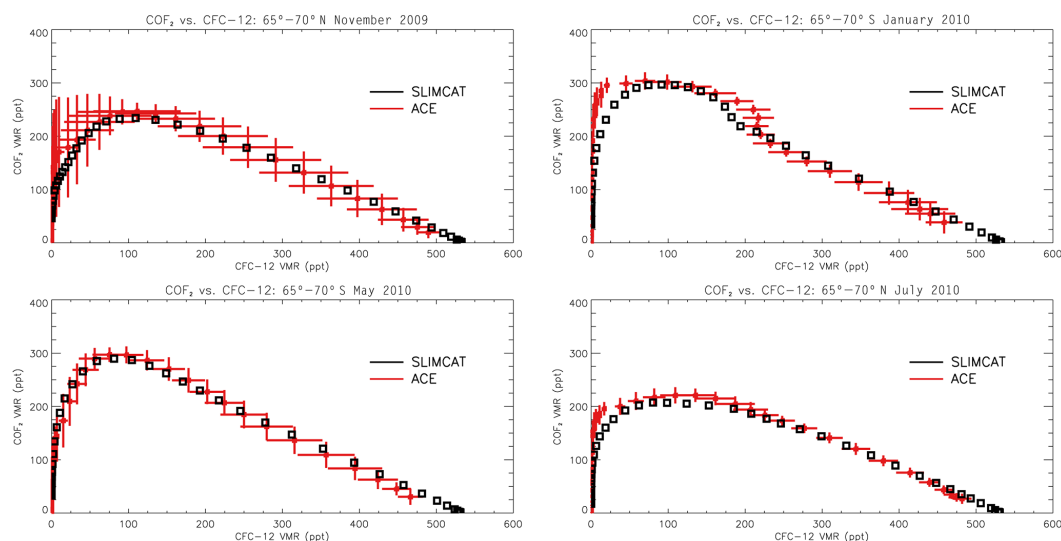 COF₂ vs. CFC-12: 65°-70° N November 2009
400
300
200
100
0
COF₂ VMR (ppt)
SLIMCAT
ACE
0 100 200 300 400 500 600
CFC-12 VMR (ppt)
COF₂ vs. CFC-12: 65°-70° S January 2010
400
300
200
100
0
COF₂ VMR (ppt)
SLIMCAT
ACE
0 100 200 300 400 500 600
CFC-12 VMR (ppt)
COF₂ vs. CFC-12: 65°-70° S May 2010
400
300
200
100
0
COF₂ VMR (ppt)
SLIMCAT
ACE
0 100 200 300 400 500 600
CFC-12 VMR (ppt)
COF₂ vs. CFC-12: 65°-70° N July 2010
400
300
200
100
0
COF₂ VMR (ppt)
SLIMCAT
ACE
0 100 200 300 400 500 600
CFC-12 VMR (ppt)